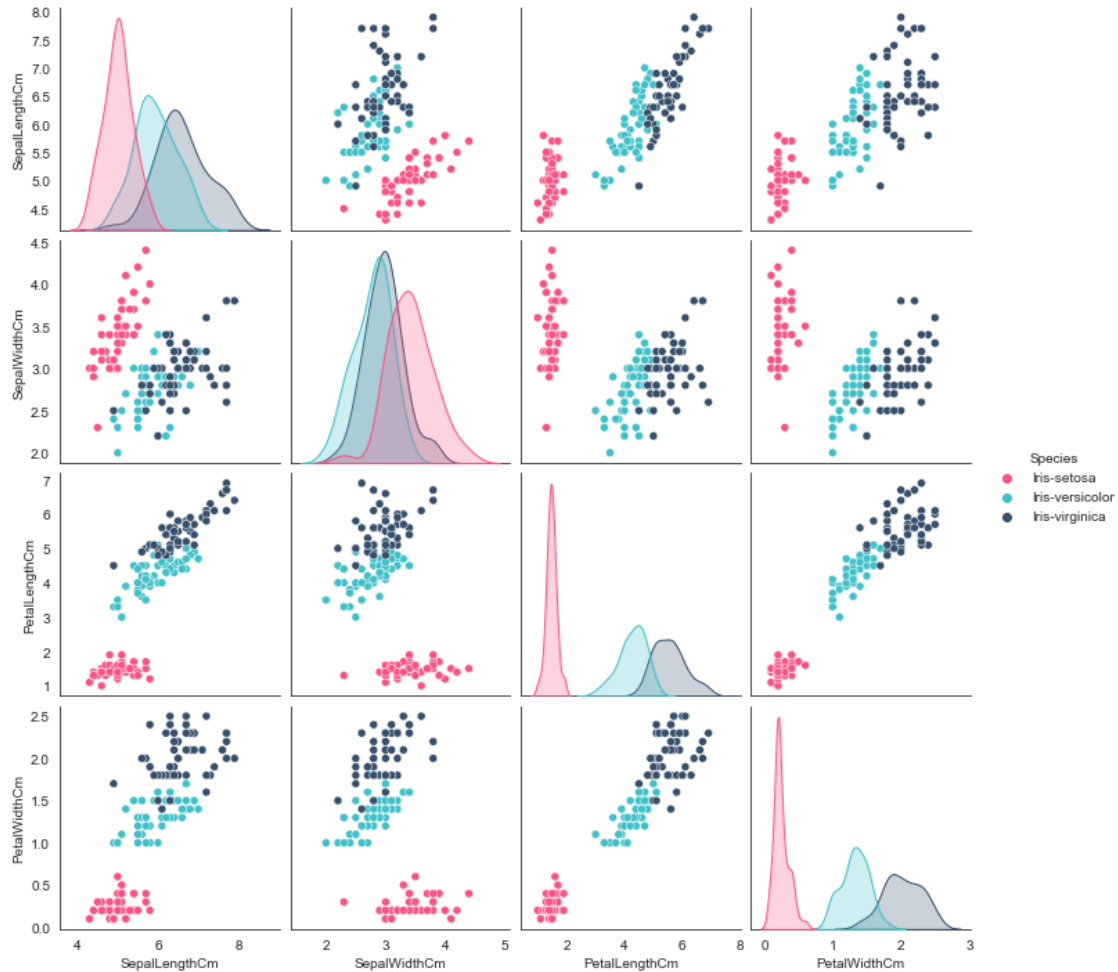 8.0
7.5
7.0
6.5
6.0
5.5
5.0
4.5
SepalLengthCm
4.5
4.0
3.5
3.0
2.5
2.0
SepalWidthCm
Species
Iris-setosa
Iris-versicolor
Iris-virginica
7
6
5
4
3
2
1
PetalLengthCm
2.5
2.0
1.5
1.0
0.5
0.0
PetalWidthCm
4 6 8
SepalLengthCm
2 3 4 5
SepalWidthCm
2 4 6 8
PetalLengthCm
0 1 2 3
PetalWidthCm